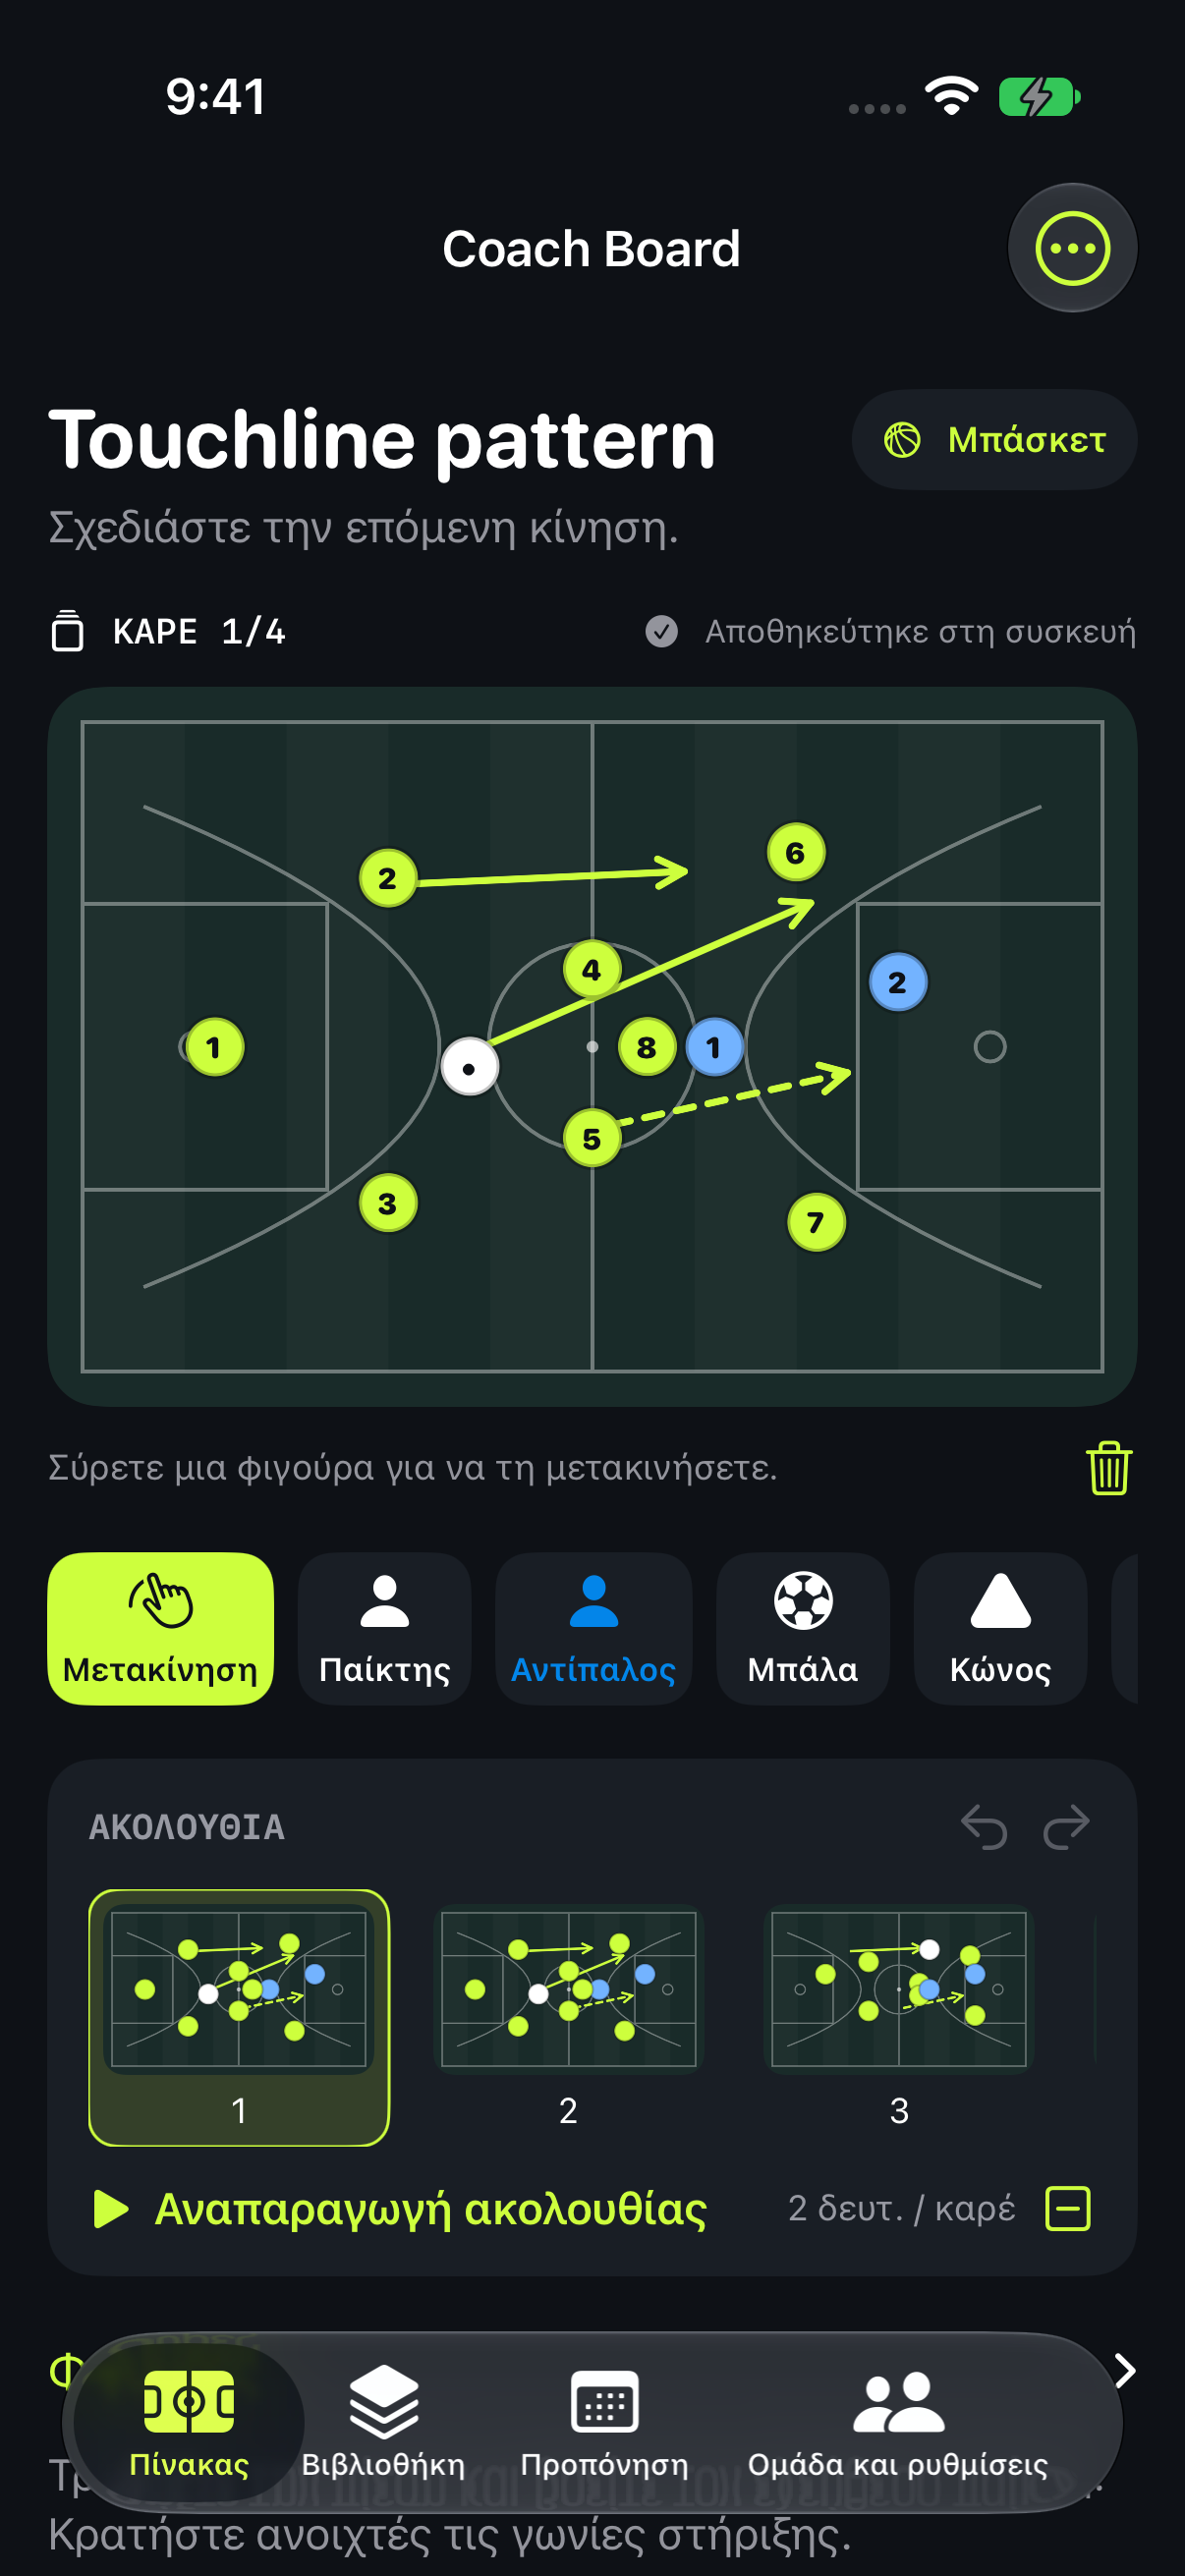 9:41
Coach Board
Touchline pattern
Μπάσκετ
Σχεδιάστε την επόμενη κίνηση.
ΚΑΡΕ 1/4
Αποθηκεύτηκε στη συσκευή
2
6
4
2
1
8
1
5
3
7
Σύρετε μια φιγούρα για να τη μετακινήσετε.
Μετακίνηση
Παίκτης
Αντίπαλος
Μπάλα
Κώνος
ΑΚΟΛΟΥΘΙΑ
1
2
3
Αναπαραγωγή ακολουθίας
2 δευτ. / καρέ
Πίνακας
Βιβλιοθήκη
Προπόνηση
Ομάδα και ρυθμίσεις
Κρατήστε ανοιχτές τις γωνίες στήριξης.